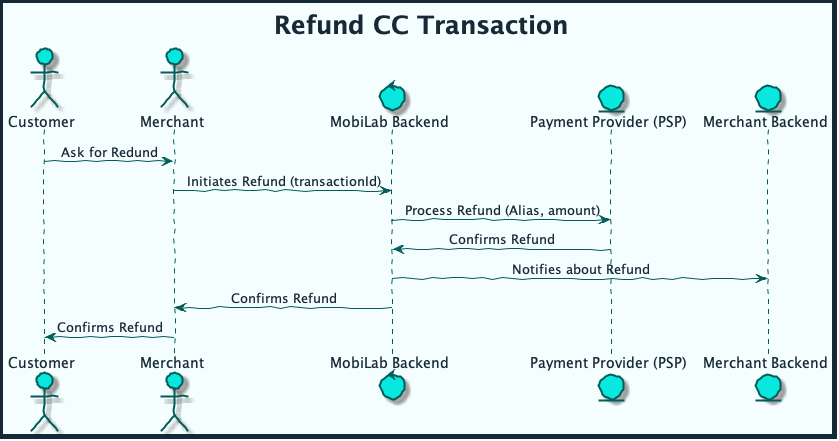 Refund CC Transaction
Customer
Merchant
MobiLab Backend
Payment Provider (PSP)
Merchant Backend
Ask for Redund
Initiates Refund (transactionId)
Process Refund (Alias, amount)
Confirms Refund
Notifies about Refund
Confirms Refund
Confirms Refund
Customer
Merchant
MobiLab Backend
Payment Provider (PSP)
Merchant Backend